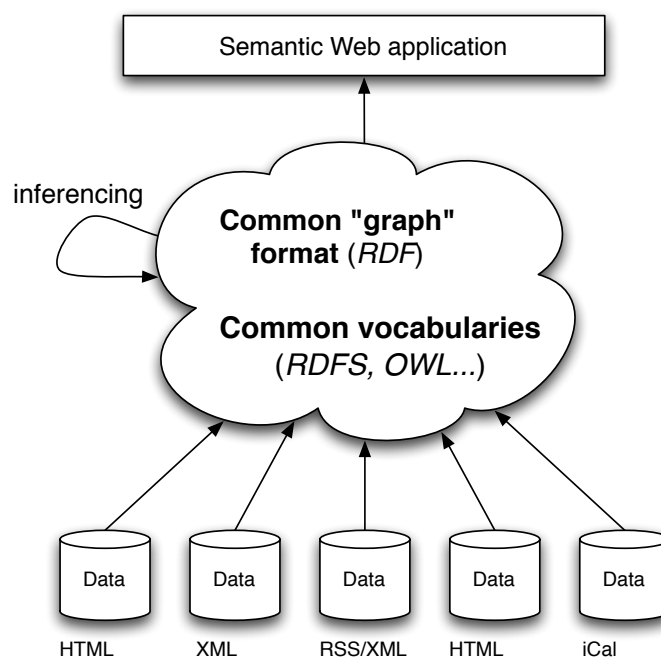 Semantic Web application
inferencing
Common "graph"
format (RDF)
Common vocabularies
(RDFS, OWL...)
Data
Data
Data
Data
Data
HTML
XML
RSS/XML
HTML
iCal